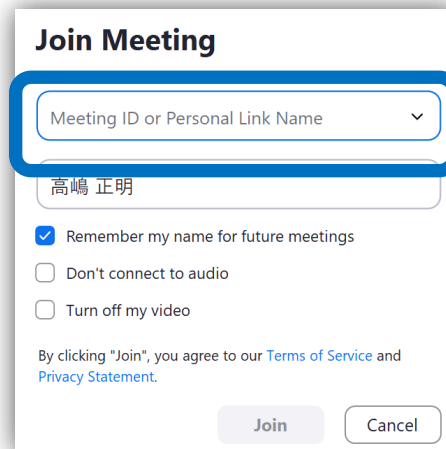 Join Meeting
Meeting ID or Personal Link Name
高嶋 正明
Remember my name for future meetings
Don't connect to audio
Turn off my video
By clicking "Join", you agree to our Terms of Service and
Privacy Statement.
Join Cancel